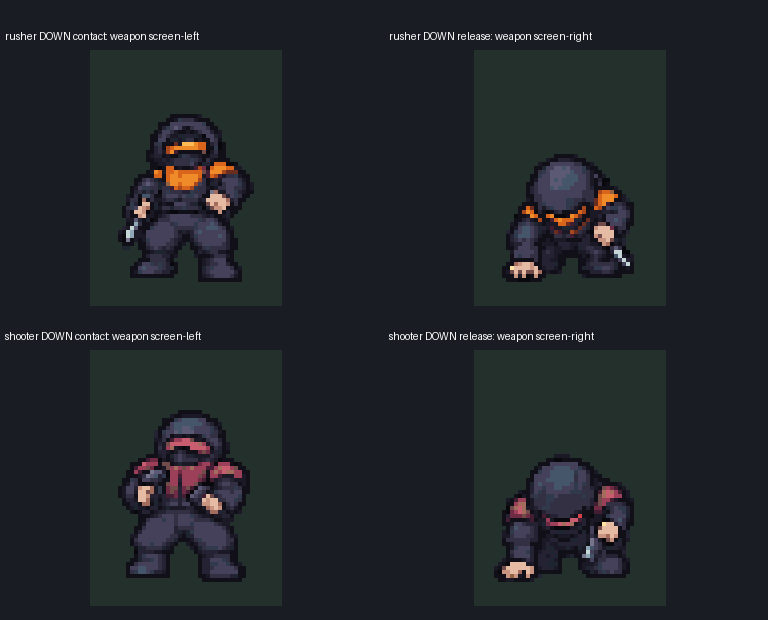 rusher DOWN contact: weapon screen-left
rusher DOWN release: weapon screen-right
shooter DOWN contact: weapon screen-left
shooter DOWN release: weapon screen-right